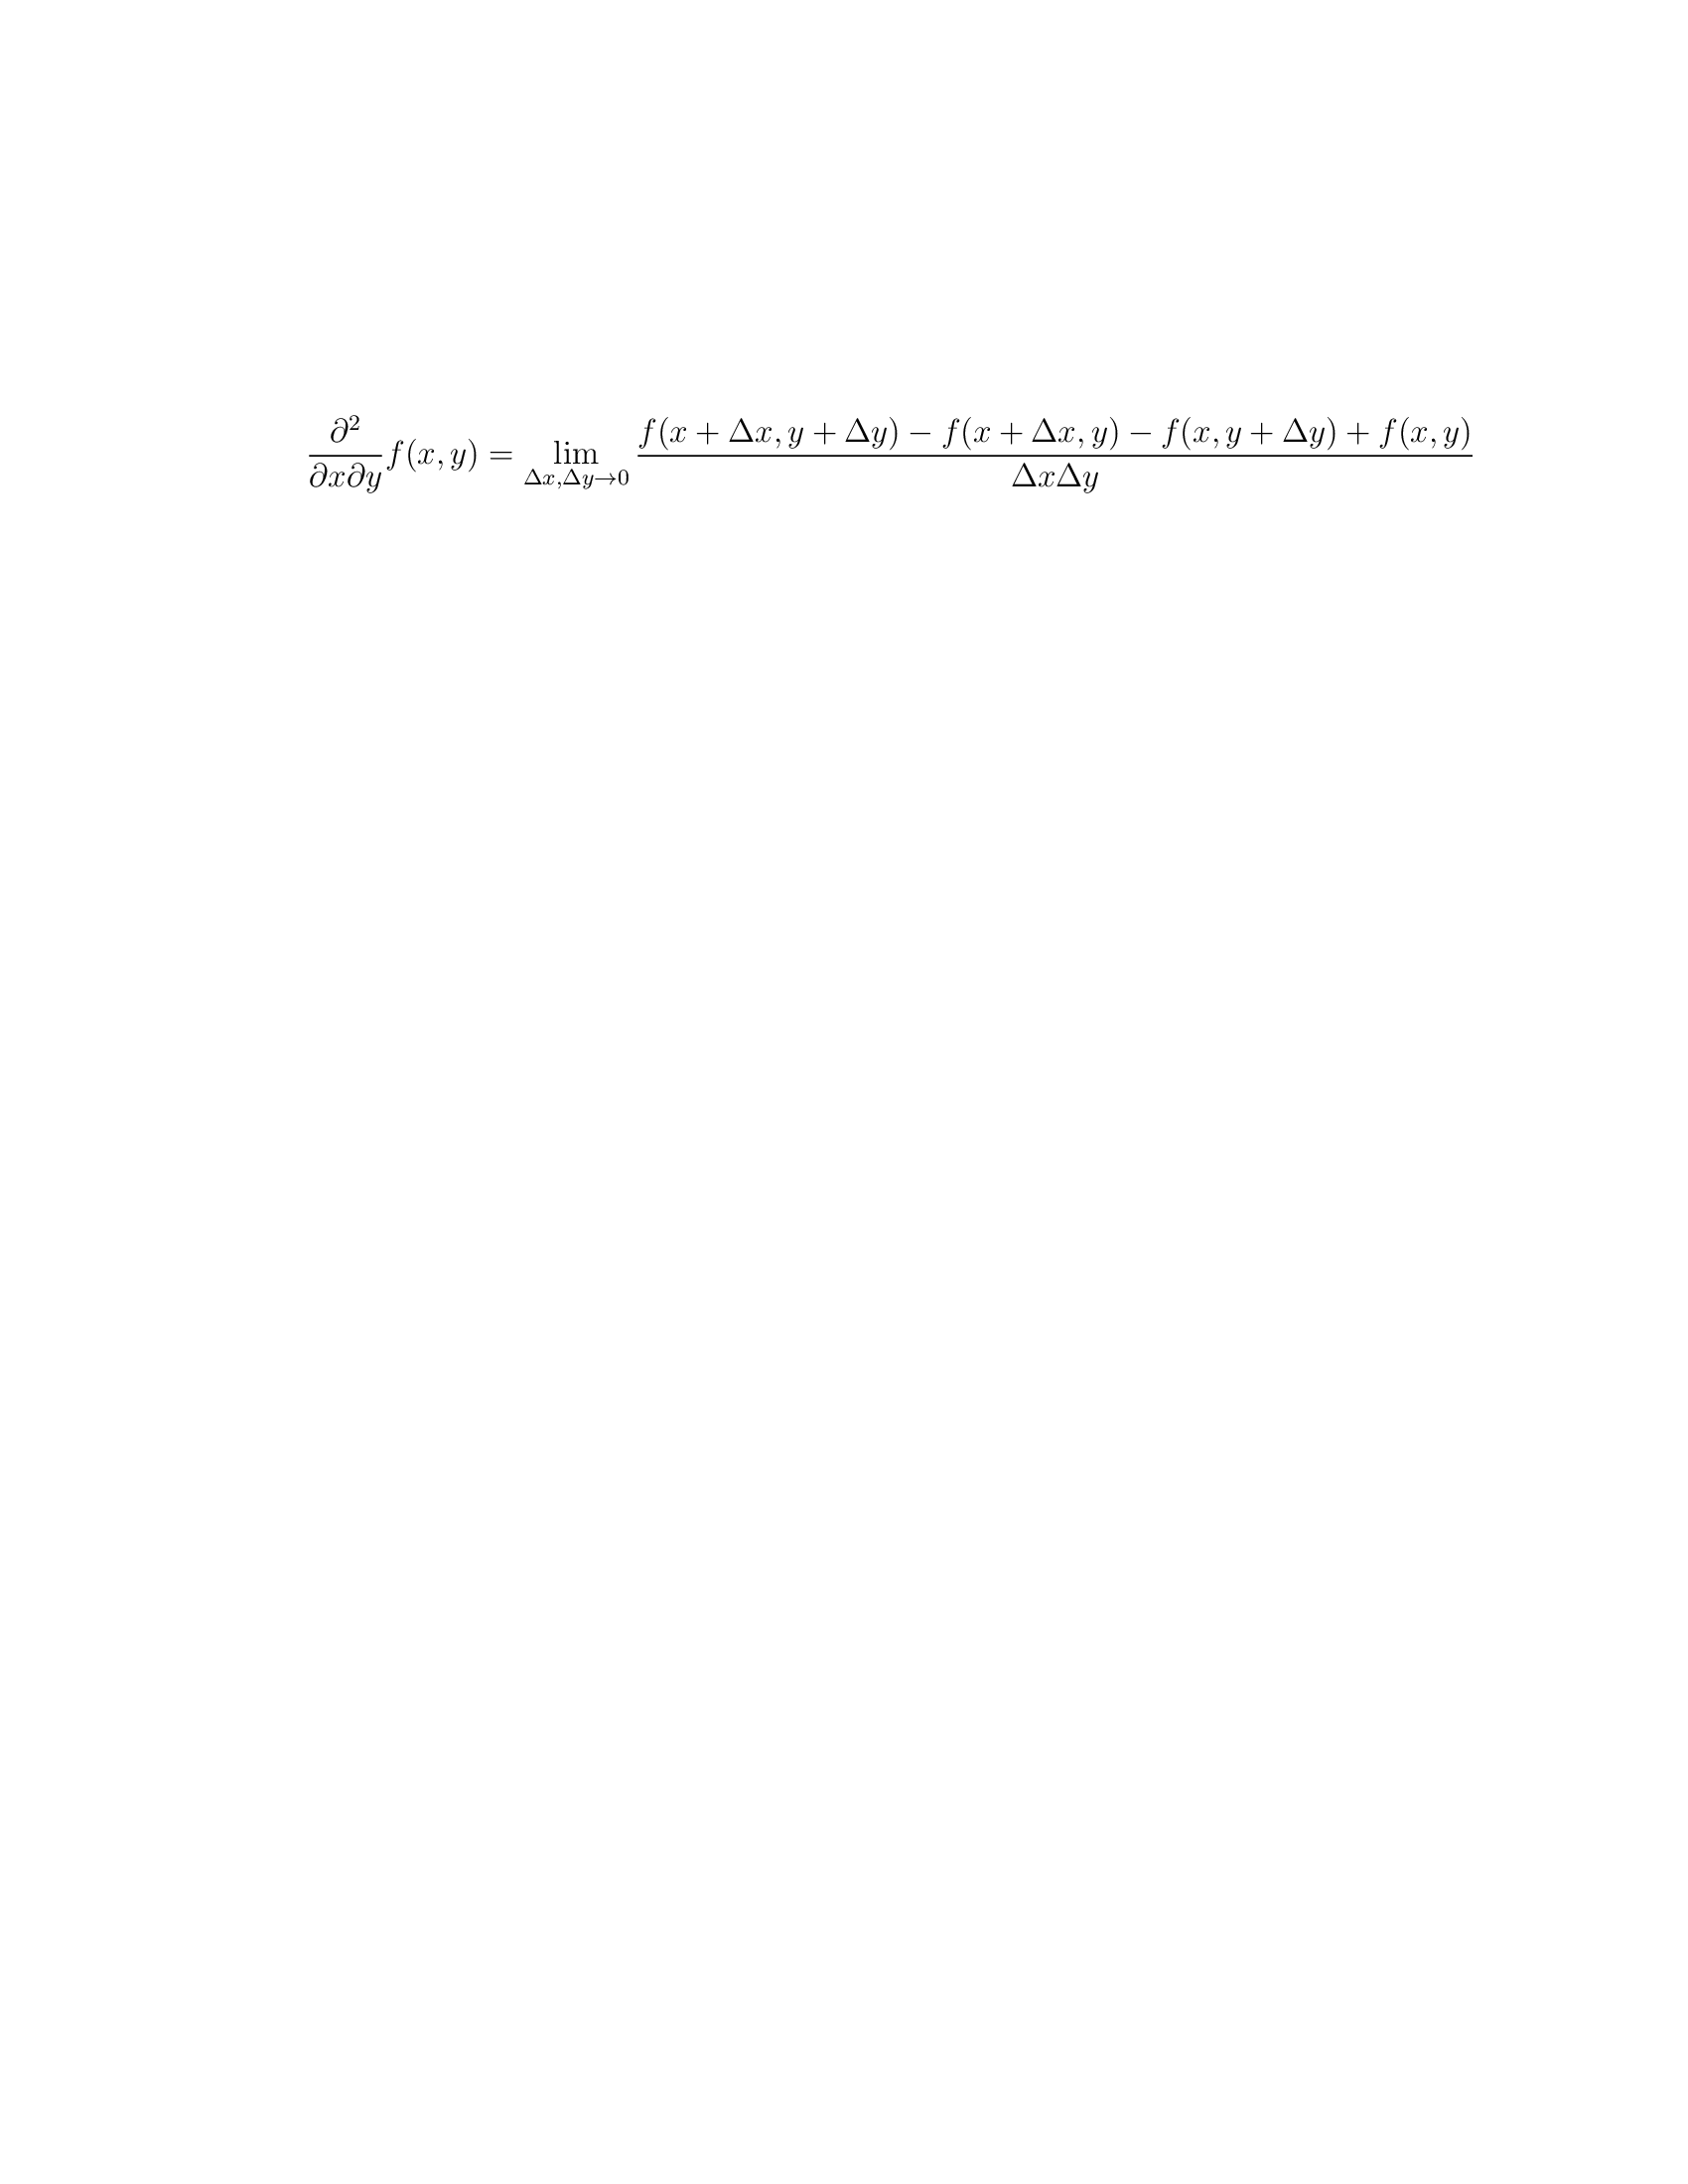 \frac{\partial^2}{\partial x \partial y} f(x, y) = \lim_{\Delta x, \Delta y \to 0} \frac{f(x + \Delta x, y + \Delta y) - f(x + \Delta x, y) - f(x, y + \Delta y) + f(x, y)}{\Delta x \Delta y}